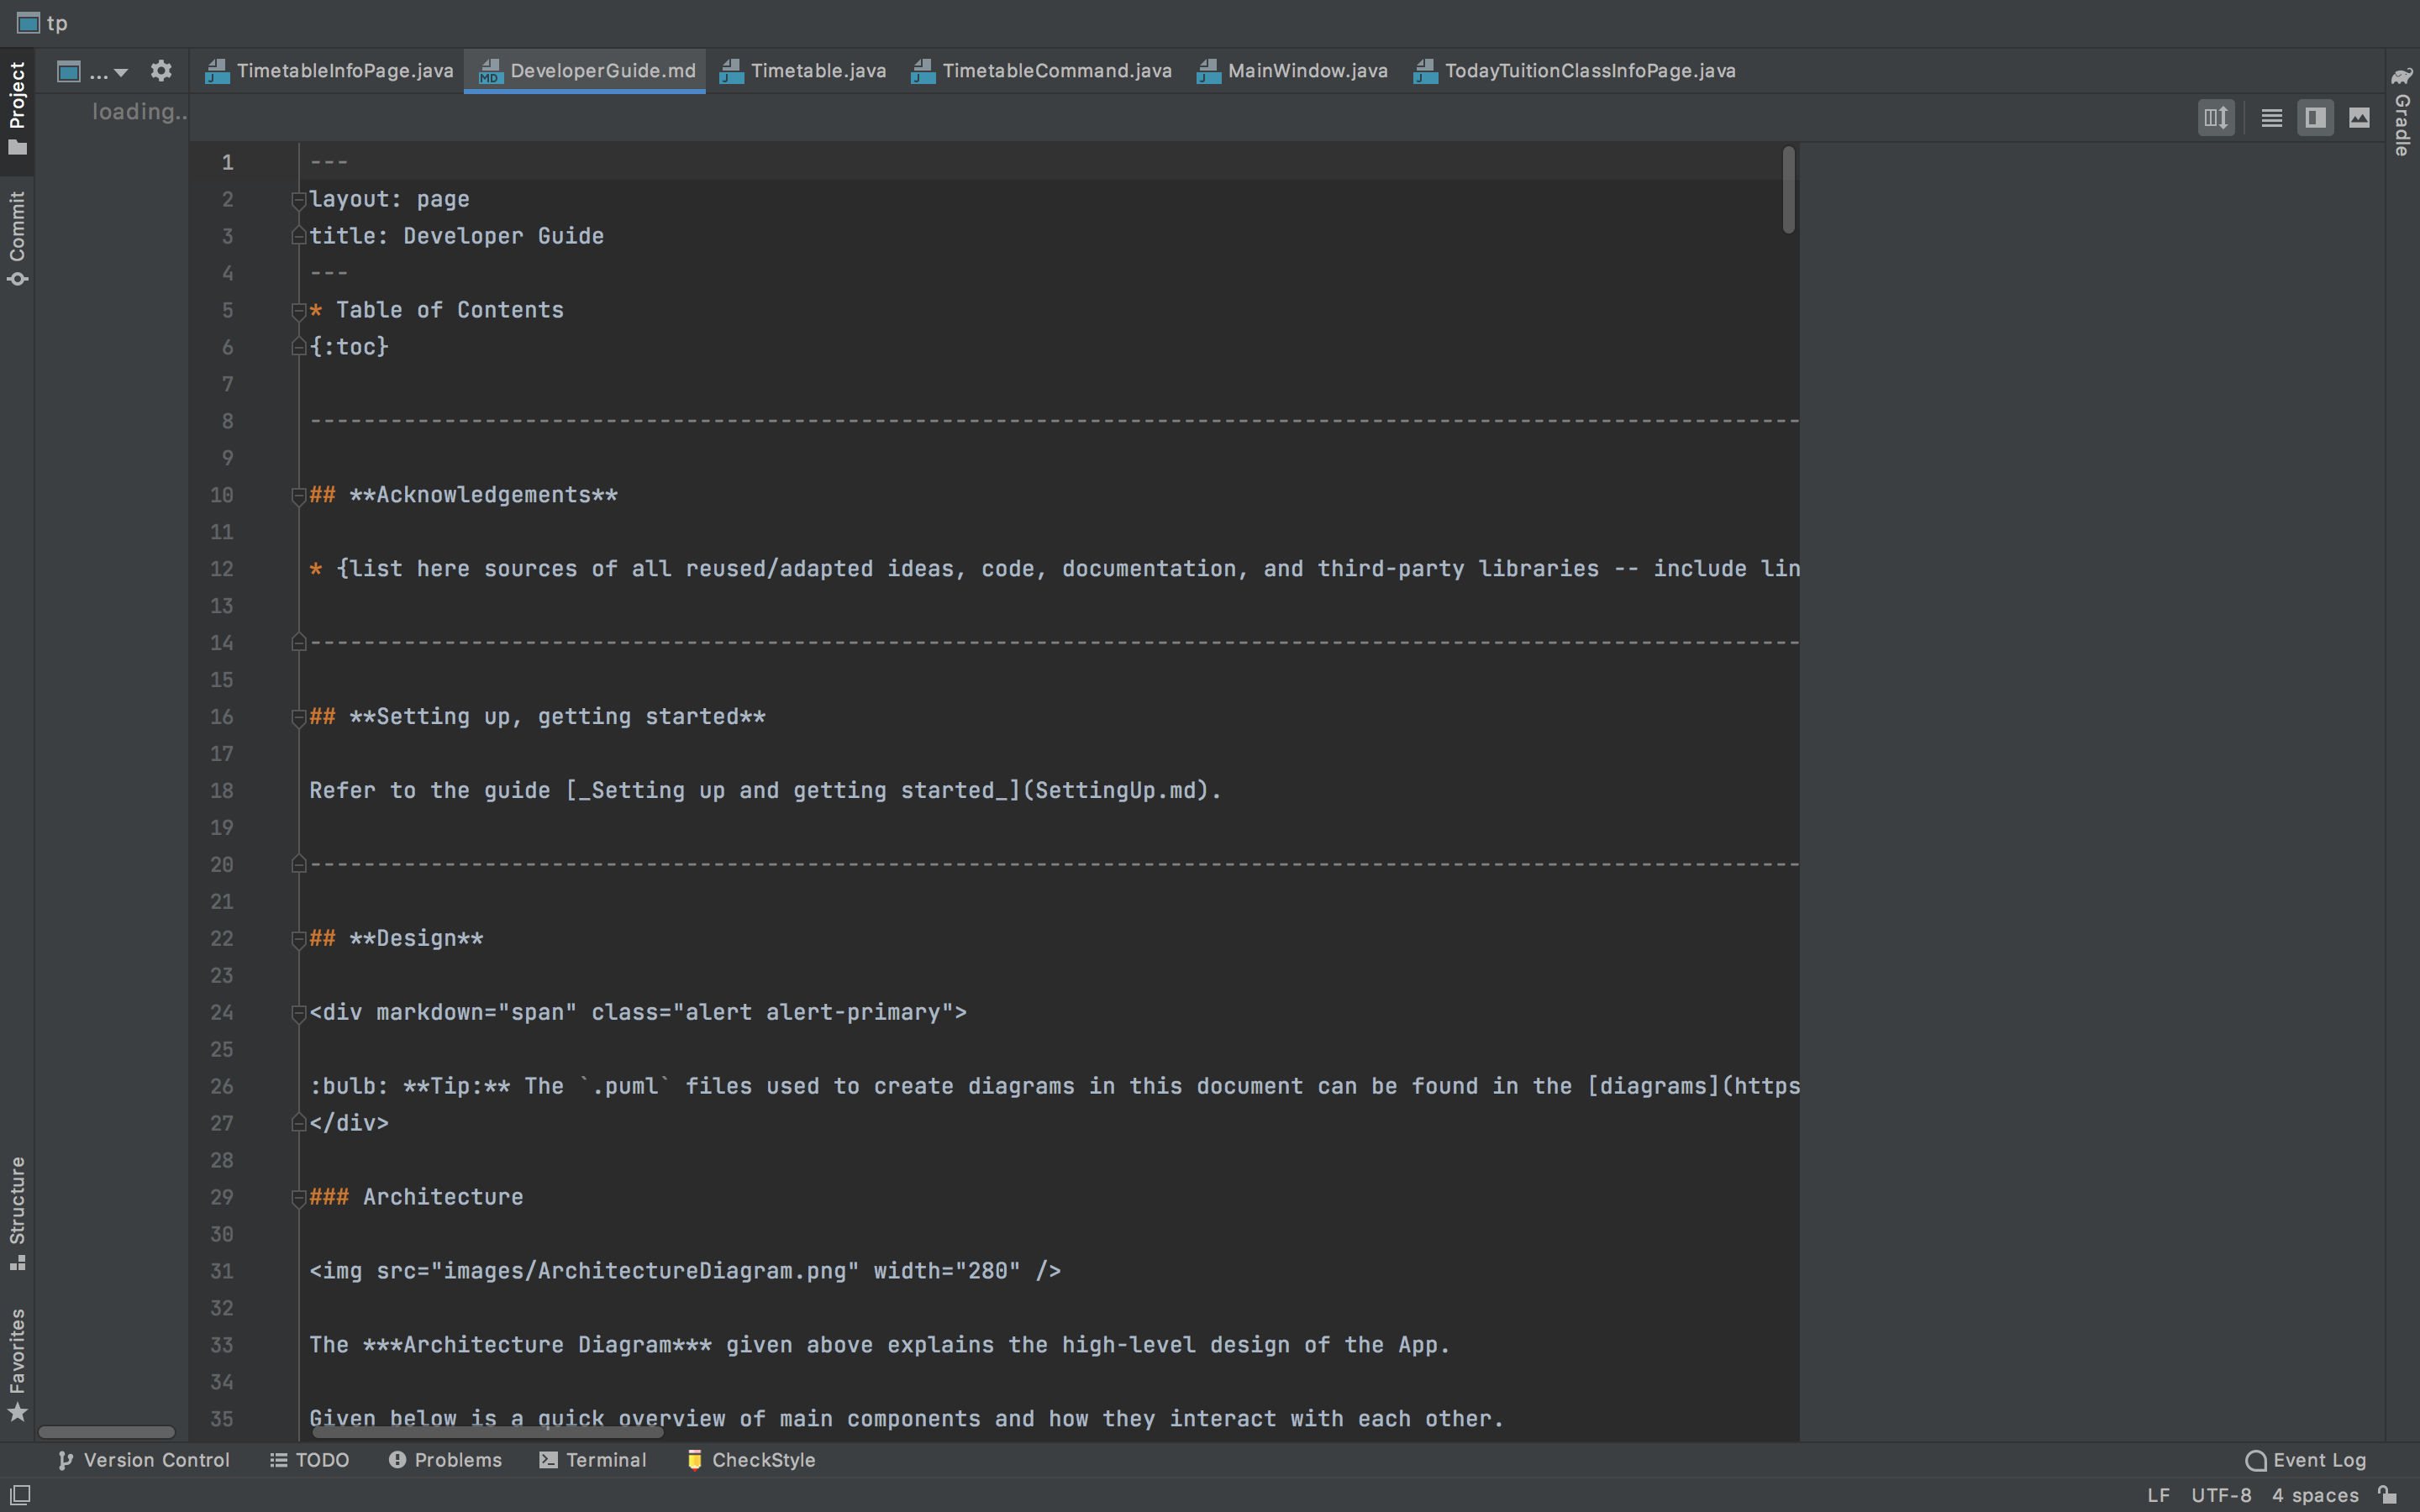 tp
Project
Commit
Structure
Favorites
...
loading..
TimetableInfoPage.java
DeveloperGuide.md
Timetable.java
TimetableCommand.java
MainWindow.java
TodayTuitionClassInfoPage.java
Gradle
1 ---
2 layout: page
3 title: Developer Guide
4 ---
5 * Table of Contents
6 {:toc}
7
8 ---------------------------------------------------------------------------------------------------------------
9
10 ## **Acknowledgements**
11
12 * {list here sources of all reused/adapted ideas, code, documentation, and third-party libraries -- include lin
13
14 ---------------------------------------------------------------------------------------------------------------
15
16 ## **Setting up, getting started**
17
18 Refer to the guide [_Setting up and getting started_](SettingUp.md).
19
20 ---------------------------------------------------------------------------------------------------------------
21
22 ## **Design**
23
24 <div markdown="span" class="alert alert-primary">
25
26 :bulb: **Tip:** The `.puml` files used to create diagrams in this document can be found in the [diagrams](https
27 </div>
28
29 ### Architecture
30
31 <img src="images/ArchitectureDiagram.png" width="280" />
32
33 The ***Architecture Diagram*** given above explains the high-level design of the App.
34
35 Given below is a quick overview of main components and how they interact with each other.
Version Control
TODO
Problems
Terminal
CheckStyle
Event Log
LF
UTF-8
4 spaces